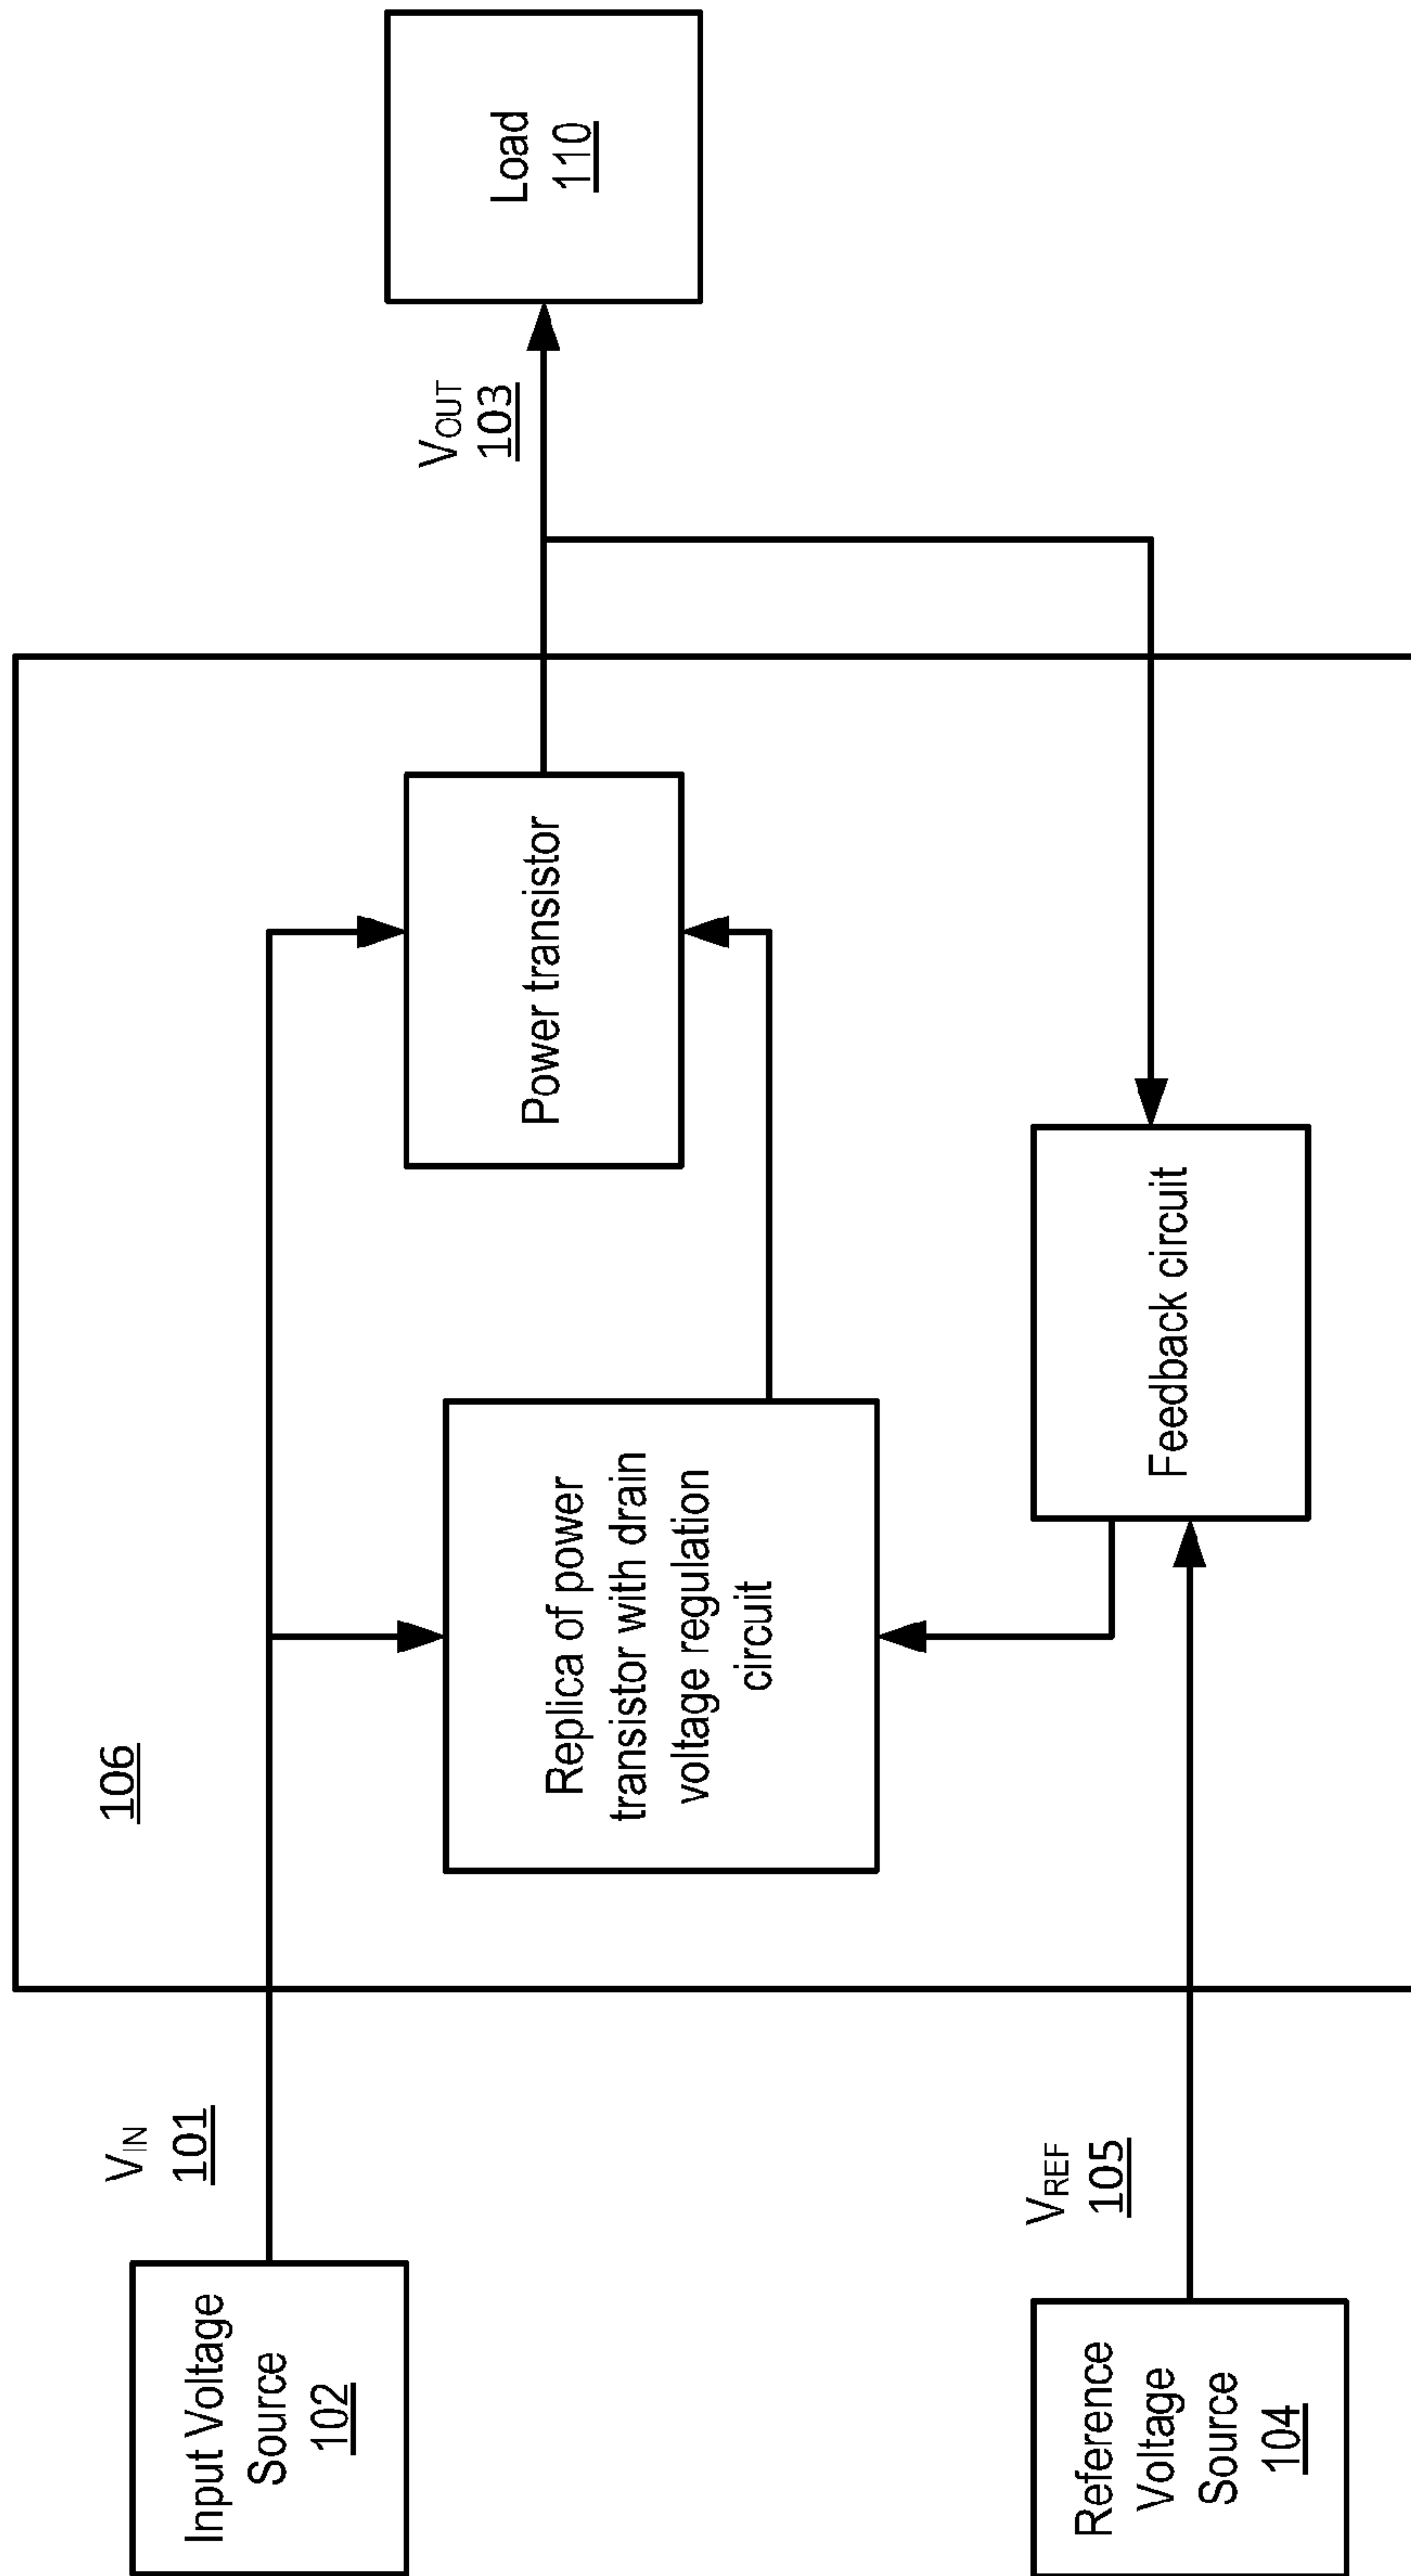 106
Input Voltage
Source
102
VIN
101
Replica of power
transistor with drain
voltage regulation
circuit
Power transistor
VOUT
103
Load
110
Reference
Voltage
Source
104
VREF
105
Feedback circuit